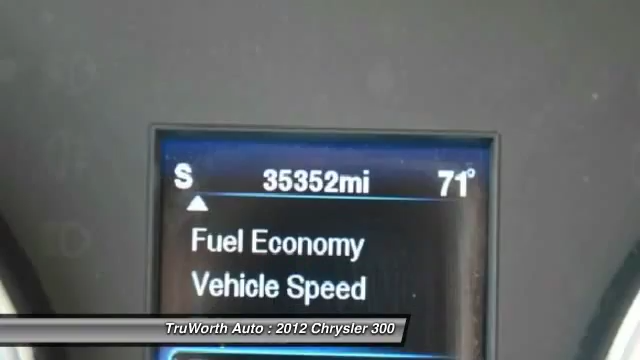 S 35352mi 71°
Fuel Economy
Vehicle Speed
TruWorth Auto : 2012 Chrysler 300